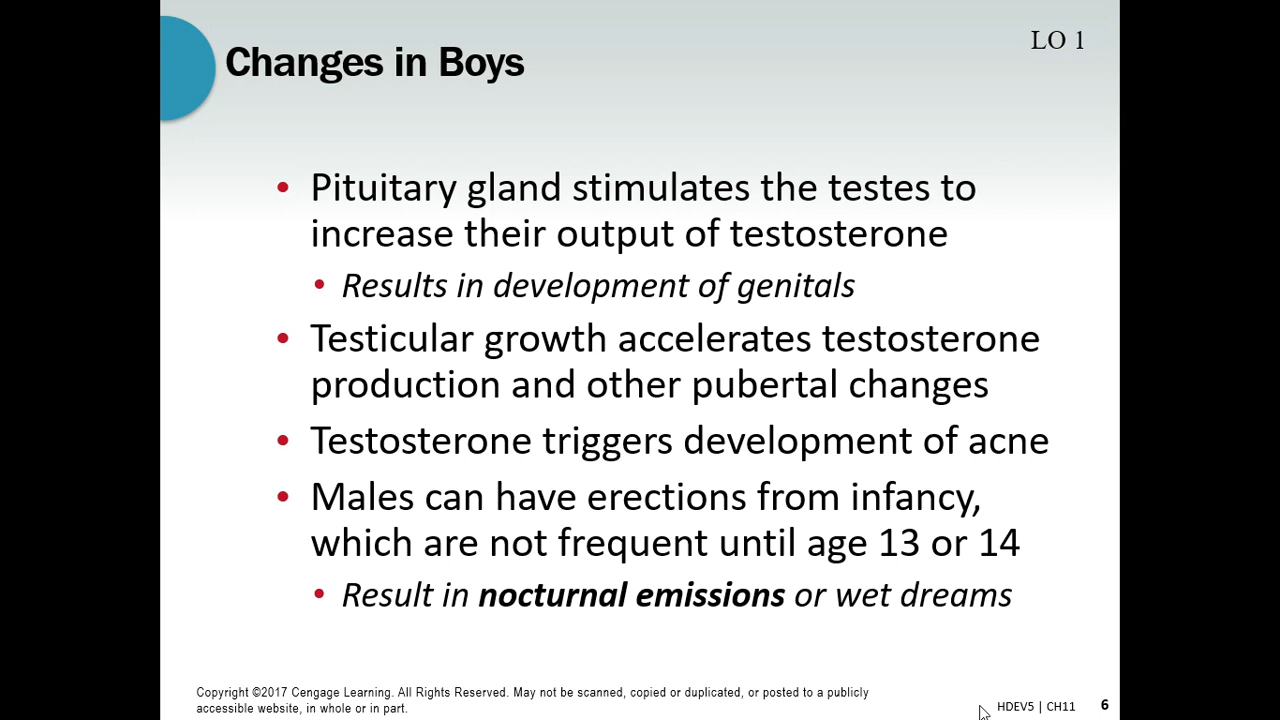 Changes in Boys
LO 1
• Pituitary gland stimulates the testes to
increase their output of testosterone
• Results in development of genitals
• Testicular growth accelerates testosterone
production and other pubertal changes
• Testosterone triggers development of acne
• Males can have erections from infancy,
which are not frequent until age 13 or 14
• Result in nocturnal emissions or wet dreams
Copyright ©2017 Cengage Learning. All Rights Reserved. May not be scanned, copied or duplicated, or posted to a publicly
accessible website, in whole or in part.
HDEV5 | CH11 6